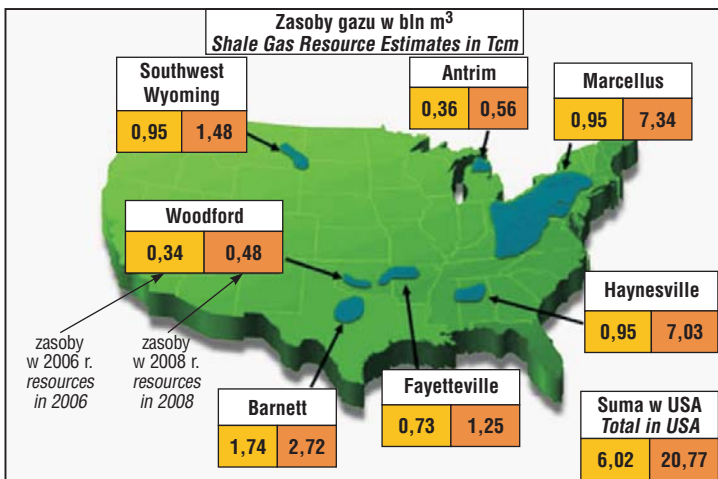 Zasoby gazu w bln m³
Shale Gas Resource Estimates in Tcm
Southwest
Wyoming
0,95 1,48
Antrim
0,36 0,56
Marcellus
0,95 7,34
Woodford
0,34 0,48
zasoby
w 2006 r.
resources
in 2006
zasoby
w 2008 r.
resources
in 2008
Haynesville
0,95 7,03
Barnett
1,74 2,72
Fayetteville
0,73 1,25
Suma w USA
Total in USA
6,02 20,77